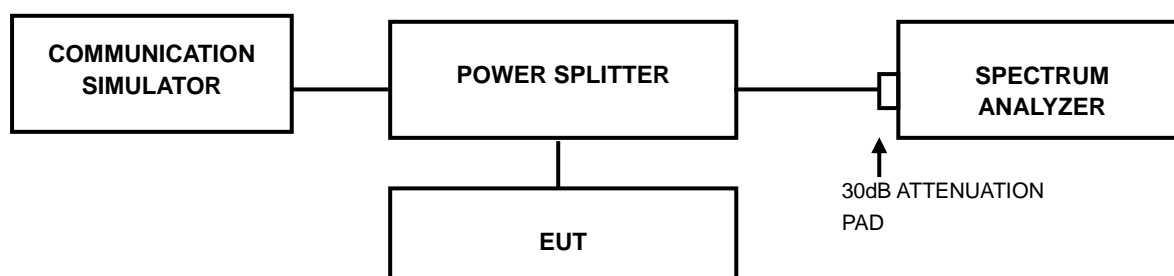 COMMUNICATION
SIMULATOR
POWER SPLITTER
SPECTRUM
ANALYZER
30dB ATTENUATION
PAD
EUT